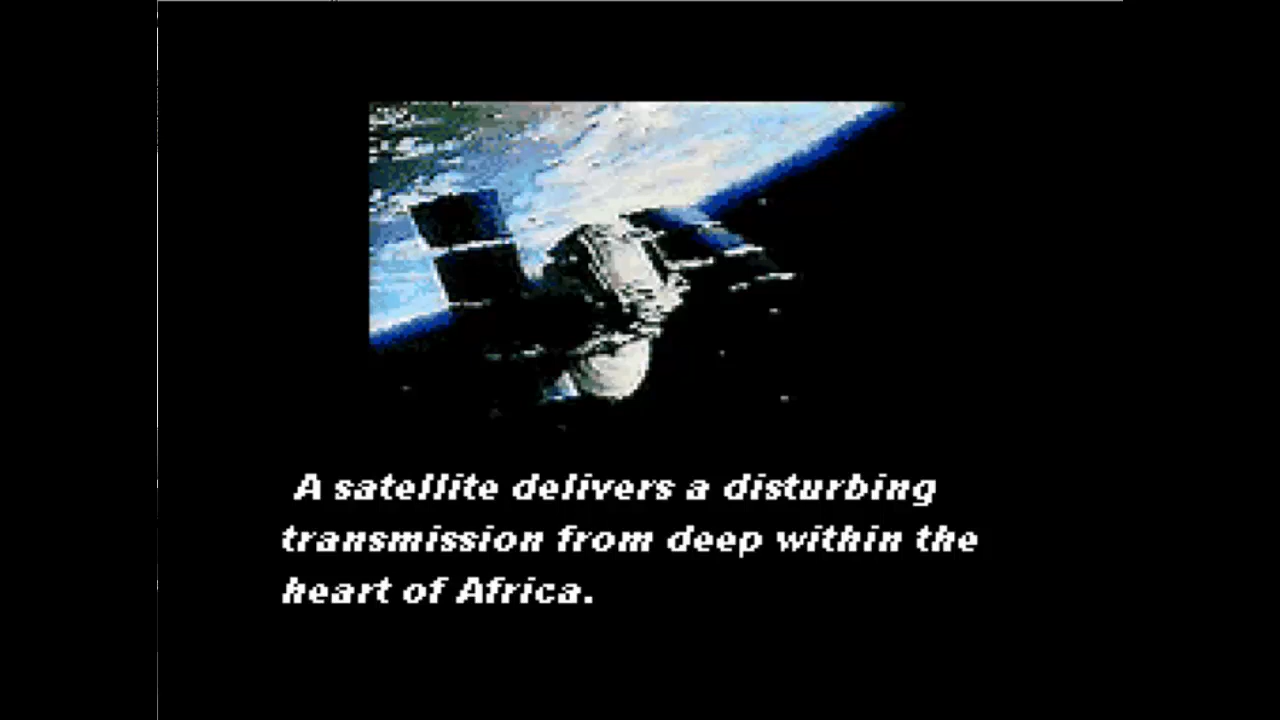 A satellite delivers a disturbing
transmission from deep within the
heart of Africa.